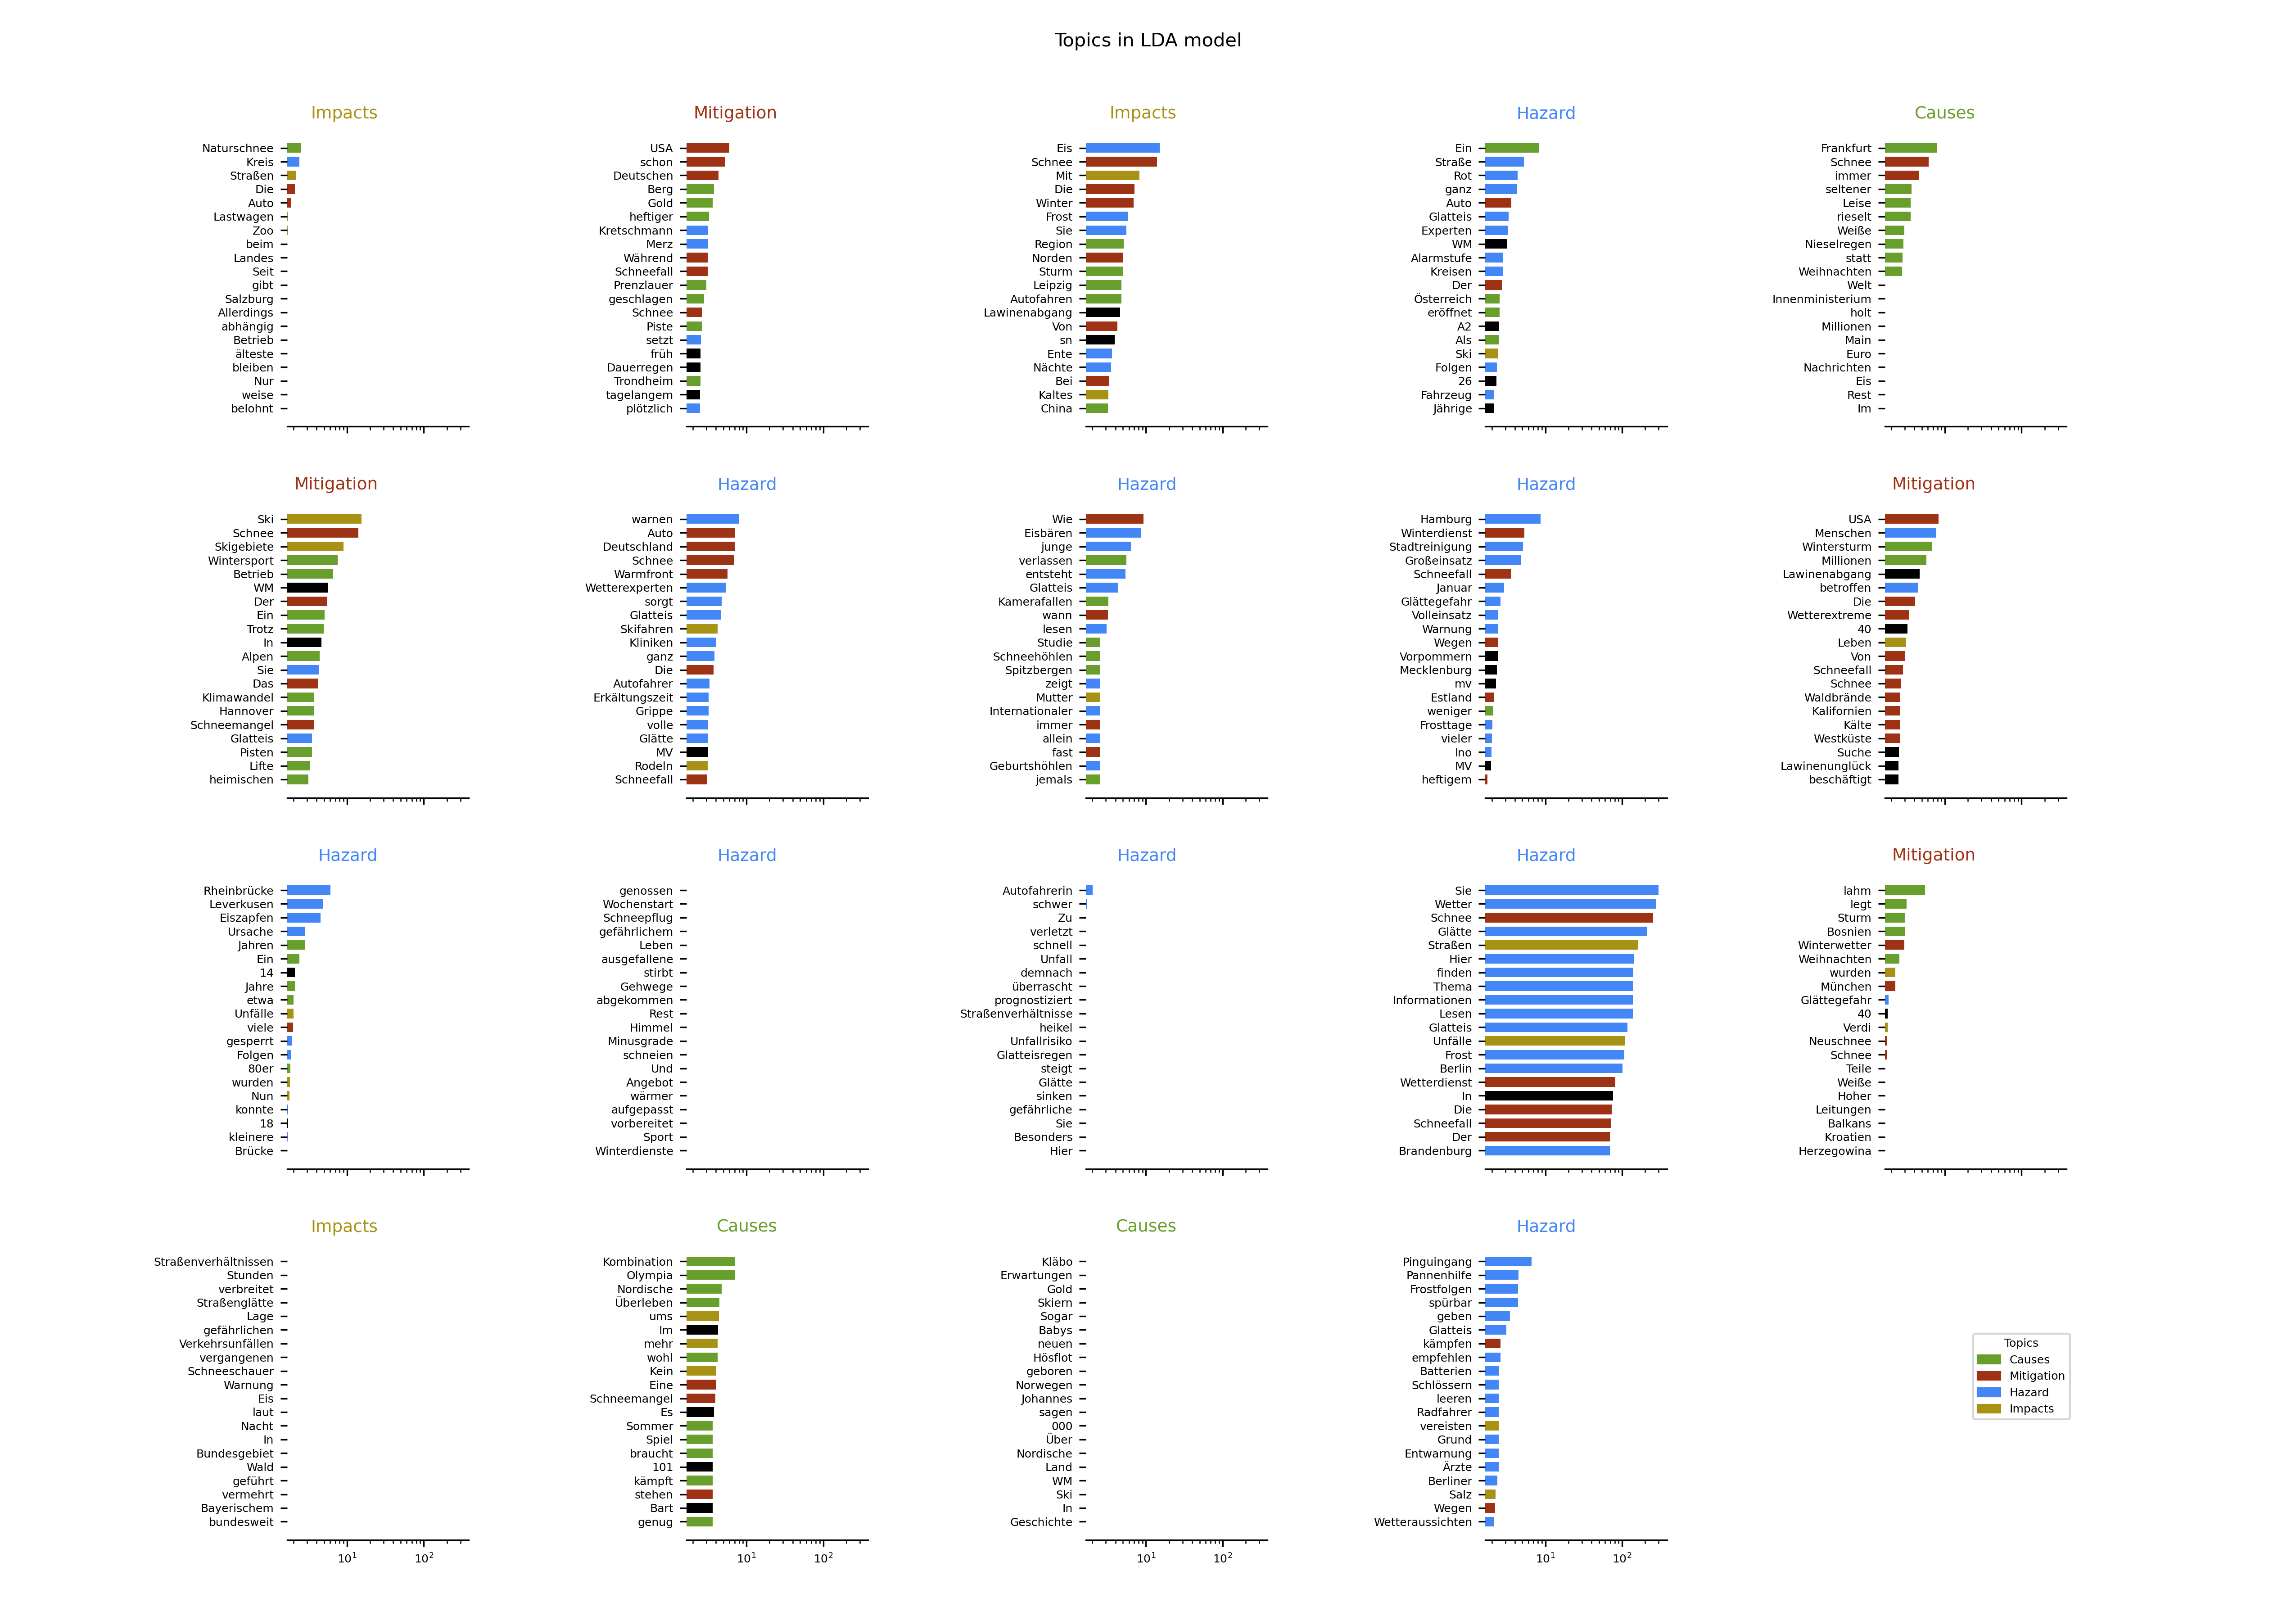 Topics in LDA model
Impacts
Naturschnee
Kreis
Straßen
Die
Auto
Lastwagen
Zoo
beim
Landes
Seit
gibt
Salzburg
Allerdings
abhängig
Betrieb
älteste
bleiben
Nur
weise
belohnt
Mitigation
USA
schon
Deutschen
Berg
Gold
heftiger
Kretschmann
Merz
Während
Schneefall
Prenzlauer
geschlagen
Schnee
Piste
setzt
früh
Dauerregen
Trondheim
tagelangem
plötzlich
Impacts
Eis
Schnee
Mit
Die
Winter
Frost
Sie
Region
Norden
Sturm
Leipzig
Autofahren
Lawinenabgang
Von
sn
Ente
Nächte
Bei
Kaltes
China
Hazard
Ein
Straße
Rot
ganz
Auto
Glatteis
Experten
WM
Alarmstufe
Kreisen
Der
Österreich
eröffnet
A2
Als
Ski
Folgen
26
Fahrzeug
Jährige
Causes
Frankfurt
Schnee
immer
seltener
Leise
rieselt
Weiße
Nieselregen
statt
Weihnachten
Welt
Innenministerium
holt
Millionen
Main
Euro
Nachrichten
Eis
Rest
Im
Mitigation
Ski
Schnee
Skigebiete
Wintersport
Betrieb
WM
Der
Ein
Trotz
In
Alpen
Sie
Das
Klimawandel
Hannover
Schneemangel
Glatteis
Pisten
Lifte
heimischen
Hazard
warnen
Auto
Deutschland
Schnee
Warmfront
Wetterexperten
sorgt
Glatteis
Skifahren
Kliniken
ganz
Die
Autofahrer
Erkältungszeit
Grippe
volle
Glätte
MV
Rodeln
Schneefall
Hazard
Wie
Eisbären
junge
verlassen
entsteht
Glatteis
Kamerafallen
wann
lesen
Studie
Schneehöhlen
Spitzbergen
zeigt
Mutter
Internationaler
immer
allein
fast
Geburtshöhlen
jemals
Hazard
Hamburg
Winterdienst
Stadtreinigung
Großeinsatz
Schneefall
Januar
Glättegefahr
Volleinsatz
Warnung
Wegen
Vorpommern
Mecklenburg
mv
Estland
weniger
Frosttage
vieler
Ino
MV
heftigem
Mitigation
USA
Menschen
Wintersturm
Millionen
Lawinenabgang
betroffen
Die
Wetterextreme
40
Leben
Von
Schneefall
Schnee
Waldbrände
Kalifornien
Kälte
Westküste
Suche
Lawinenunglück
beschäftigt
Hazard
Rheinbrücke
Leverkusen
Eiszapfen
Ursache
Jahren
Ein
14
Jahre
etwa
Unfälle
viele
gesperrt
Folgen
80er
wurden
Nun
konnte
18
kleinere
Brücke
Hazard
genossen
Wochenstart
Schneepflug
gefährlichem
Leben
ausgefallene
stirbt
Gehwege
abgekommen
Rest
Himmel
Minusgrade
schneien
Und
Angebot
wärmer
aufgepasst
vorbereitet
Sport
Winterdienste
Hazard
Autofahrerin
schwer
Zu
verletzt
schnell
Unfall
demnach
überrascht
prognostiziert
Straßenverhältnisse
heikel
Unfallrisiko
Glatteisregen
steigt
Glätte
sinken
gefährliche
Sie
Besonders
Hier
Hazard
Sie
Wetter
Schnee
Glätte
Straßen
Hier
finden
Thema
Informationen
Lesen
Glatteis
Unfälle
Frost
Berlin
Wetterdienst
In
Die
Schneefall
Der
Brandenburg
Mitigation
lahm
legt
Sturm
Bosnien
Winterwetter
Weihnachten
wurden
München
Glättegefahr
40
Verdi
Neuschnee
Schnee
Teile
Weiße
Hoher
Leitungen
Balkans
Kroatien
Herzegowina
Impacts
Straßenverhältnissen
Stunden
verbreitet
Straßenglätte
Lage
gefährlichen
Verkehrsunfällen
vergangenen
Schneeschauer
Warnung
Eis
laut
Nacht
In
Bundesgebiet
Wald
geführt
vermehrt
Bayerischem
bundesweit
10¹ 10²
Causes
Kombination
Olympia
Nordische
Überleben
ums
Im
mehr
wohl
Kein
Eine
Schneemangel
Es
Sommer
Spiel
braucht
101
kämpft
stehen
Bart
genug
10¹ 10²
Causes
Kläbo
Erwartungen
Gold
Skiern
Sogar
Babys
neuen
Hösflot
geboren
Norwegen
Johannes
sagen
000
Über
Nordische
Land
WM
Ski
In
Geschichte
10¹ 10²
Hazard
Pinguingang
Pannenhilfe
Frostfolgen
spürbar
geben
Glatteis
kämpfen
empfehlen
Batterien
Schlössern
leeren
Radfahrer
vereisten
Grund
Entwarnung
Ärzte
Berliner
Salz
Wegen
Wetteraussichten
10¹ 10²
Topics
Causes
Mitigation
Hazard
Impacts